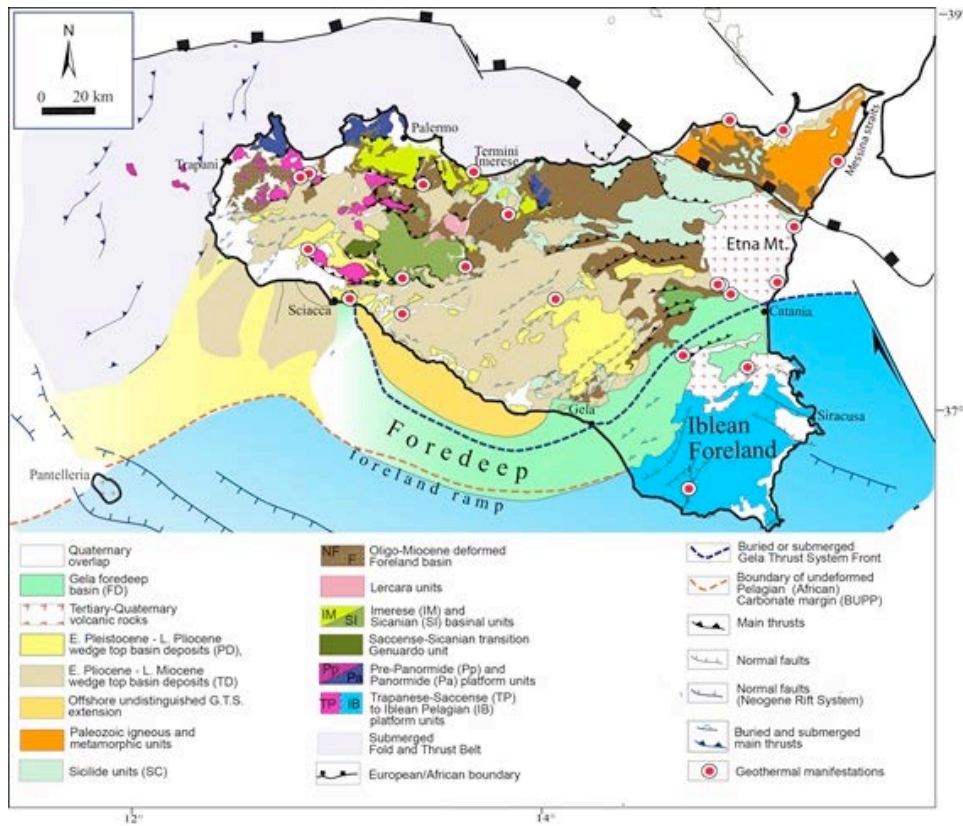 39°
N
0 20 km
Palermo
Messina straits
Trapani
Termini
Imerese
Etna Mt.
Sciacca
Catania
Gela
37°
Siracusa
Iblean
Foreland
Foredeep
foreland ramp
Pantelleria
Quaternary
overlap
Gela foredeep
basin (FD)
Tertiary-Quaternary
volcanic rocks
E. Pleistocene - L. Pliocene
wedge top basin deposits (PD),
E. Pliocene - L. Miocene
wedge top basin deposits (TD)
Offshore undistinguished G.T.S.
extension
Paleozoic igneous and
metamorphic units
Sicilide units (SC)
NF F
Oligo-Miocene deformed
Foreland basin
Lercara units
IM SI
Imerese (IM) and
Sicanian (SI) basinal units
Saccense-Sicanian transition
Genuardo unit
Pp Pa
Pre-Panormide (Pp) and
Panormide (Pa) platform units
TP IB
Trapanese-Saccense (TP)
to Iblean Pelagian (IB)
platform units
Submerged
Fold and Thrust Belt
European/African boundary
Buried or submerged
Gela Thrust System Front
Boundary of undeformed
Pelagian (African)
Carbonate margin (BUPP)
Main thrusts
Normal faults
Normal faults
(Neogene Rift System)
Buried and submerged
main thrusts
Geothermal manifestations
12°
14°